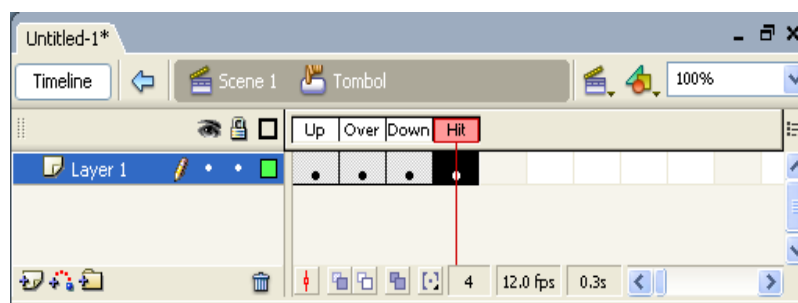 Untitled-1*
Timeline Scene 1 Tombol 100%
Up Over Down Hit
Layer 1
4 12.0 fps 0.3s